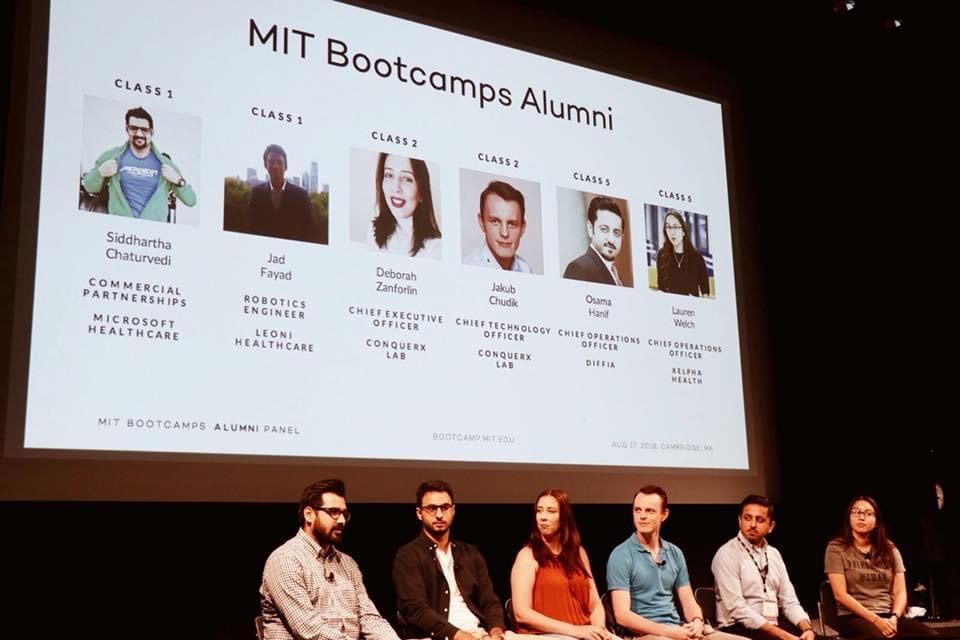 MIT Bootcamps Alumni
CLASS 1
Siddhartha
Chaturvedi
COMMERCIAL
PARTNERSHIPS
MICROSOFT
HEALTHCARE
CLASS 1
Jad
Fayad
ROBOTICS
ENGINEER
LEONI
HEALTHCARE
CLASS 2
Deborah
Zanforlin
CHIEF EXECUTIVE
OFFICER
CONQUERX
LAB
CLASS 2
Jakub
Chudik
CHIEF TECHNOLOGY
OFFICER
CONQUERX
LAB
CLASS 5
Osama
Hanif
CHIEF OPERATIONS
OFFICER
DIFFIA
CLASS 5
Lauren
Welch
CHIEF OPERATIONS
OFFICER
XELPHA
HEALTH
MIT BOOTCAMPS ALUMNI PANEL
BOOTCAMP.MIT.EDU
AUG 17, 2018, CAMBRIDGE, MA
WOMAN